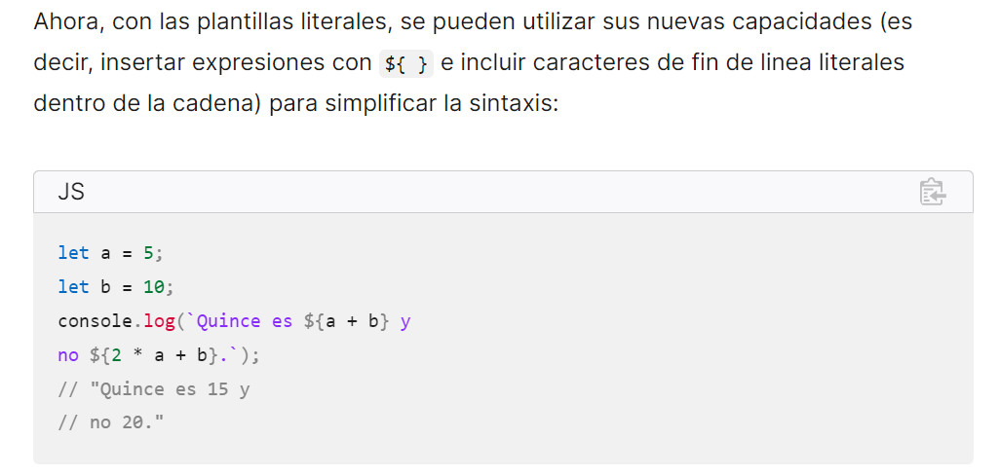 Ahora, con las plantillas literales, se pueden utilizar sus nuevas capacidades (es
decir, insertar expresiones con ${ } e incluir caracteres de fin de linea literales
dentro de la cadena) para simplificar la sintaxis:
JS
let a = 5;
let b = 10;
console.log(`Quince es ${a + b} y
no ${2 * a + b}.`);
// "Quince es 15 y
// no 20."